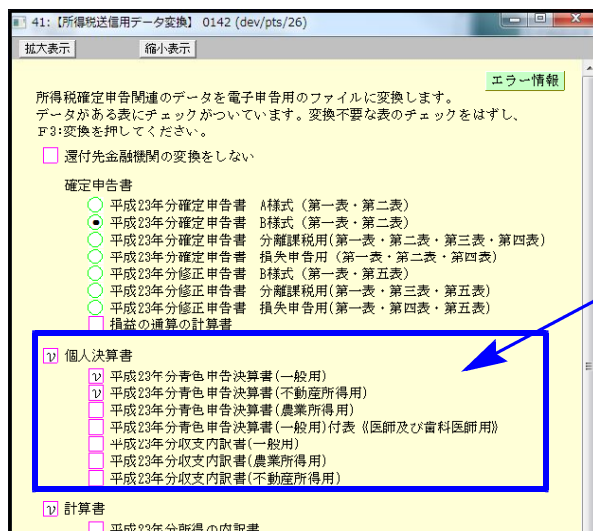 41:【所得税送信用データ変換】 0142 (dev/pts/26)
拡大表示 縮小表示
エラー情報
所得税確定申告関連のデータを電子申告用のファイルに変換します。
データがある表にチェックがついています。変換不要な表のチェックをはずし、
F3:変換を押してください。
還付先金融機関の変換をしない
確定申告書
平成23年分確定申告書 A様式 (第一表・第二表)
平成23年分確定申告書 B様式 (第一表・第二表)
平成23年分確定申告書 分離課税用(第一表・第二表・第三表・第四表)
平成23年分確定申告書 損失申告用 (第一表・第二表・第四表)
平成23年分修正申告書 B様式 (第一表・第五表)
平成23年分修正申告書 分離課税用(第一表・第三表・第五表)
平成23年分修正申告書 損失申告用 (第一表・第四表・第五表)
損益の通算の計算書
個人決算書
平成23年分青色申告決算書(一般用)
平成23年分青色申告決算書(不動産所得用)
平成23年分青色申告決算書(農業所得用)
平成23年分青色申告決算書(一般用)付表《医師及び歯科医師用》
平成23年分収支内訳書(一般用)
平成23年分収支内訳書(農業所得用)
平成23年分収支内訳書(不動産所得用)
計算書
平成23年分所得の内訳書